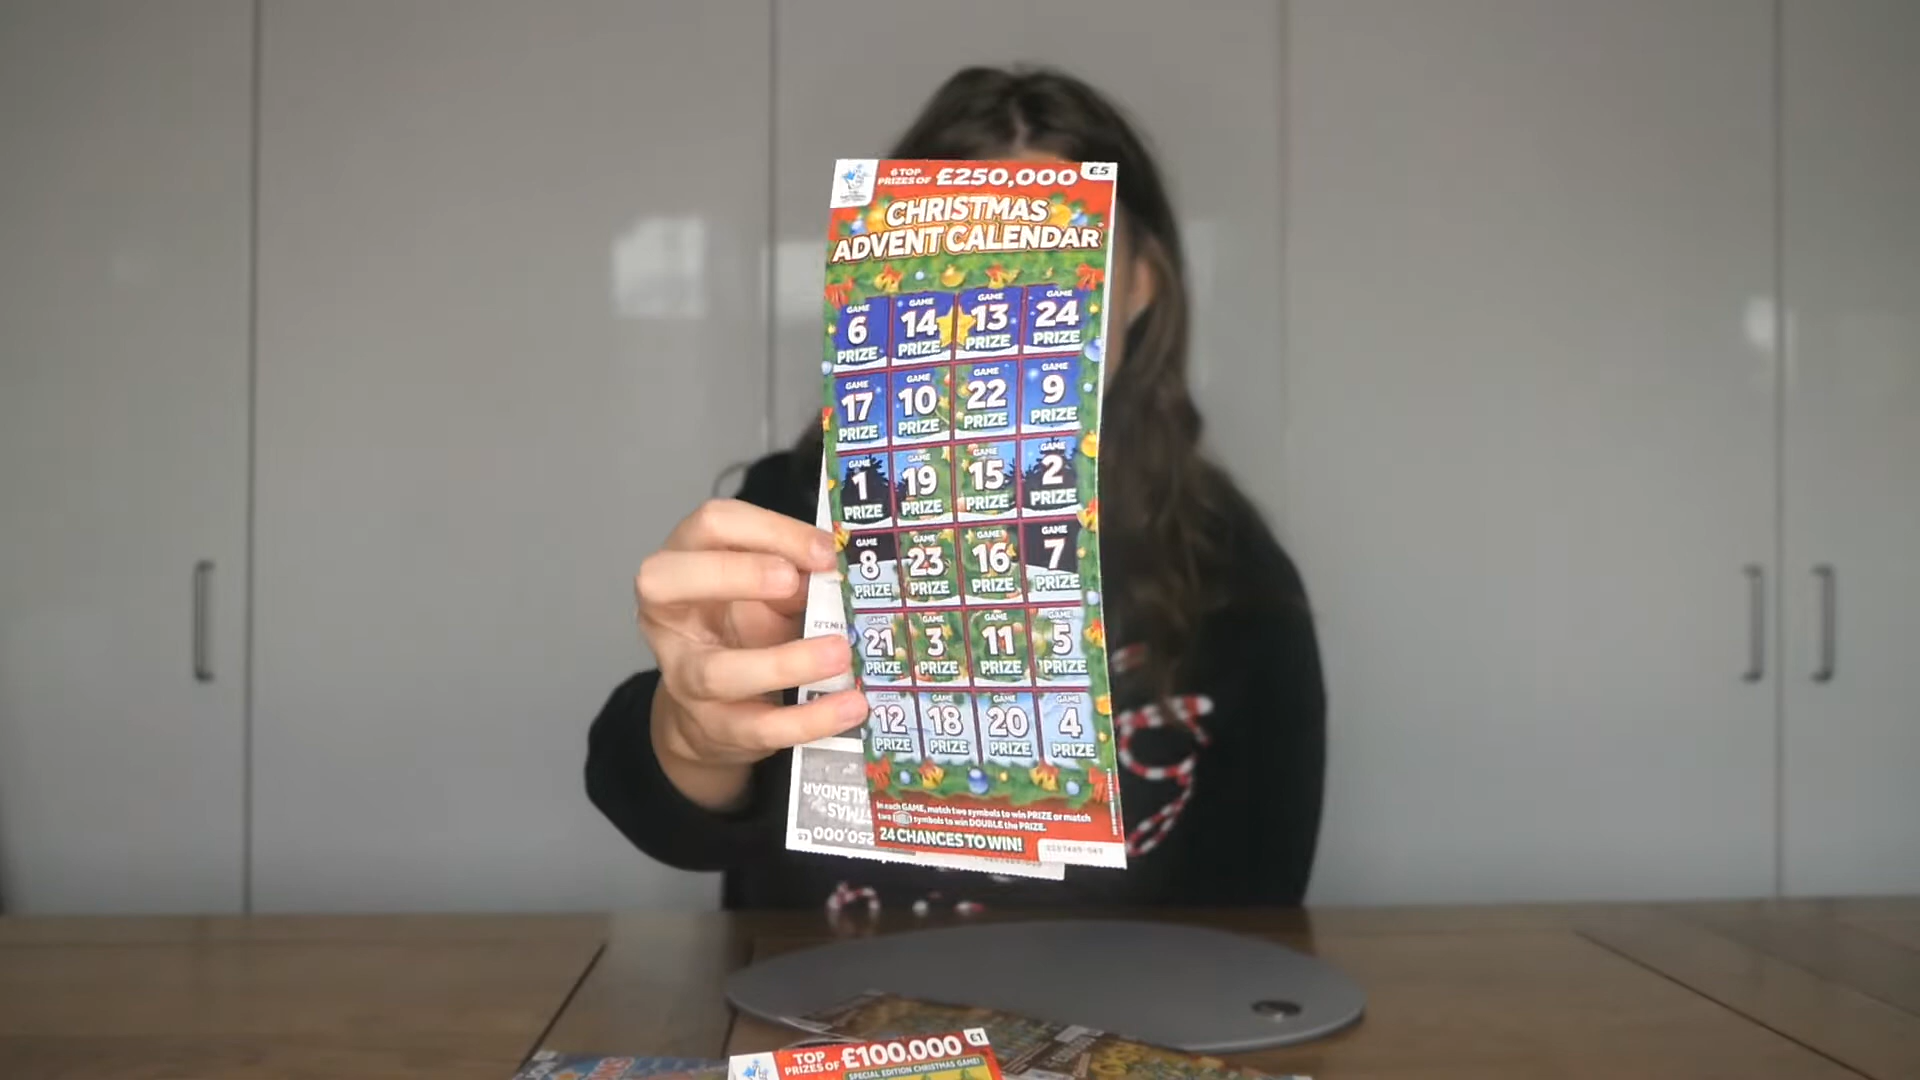 6 TOP
PRIZES OF £250,000 £5
CHRISTMAS
ADVENT CALENDAR
GAME GAME GAME GAME
6 14 13 24
PRIZE PRIZE PRIZE PRIZE
GAME GAME GAME GAME
17 10 22 9
PRIZE PRIZE PRIZE PRIZE
GAME GAME GAME GAME
1 19 15 2
PRIZE PRIZE PRIZE PRIZE
GAME GAME GAME GAME
8 23 16 7
PRIZE PRIZE PRIZE PRIZE
GAME GAME GAME GAME
21 3 11 5
PRIZE PRIZE PRIZE PRIZE
GAME GAME GAME GAME
12 18 20 4
PRIZE PRIZE PRIZE PRIZE
In each GAME, match two symbols to win PRIZE or match
two ( ) symbols to win DOUBLE the PRIZE.
24 CHANCES TO WIN!
TOP
PRIZES OF £100,000 £1
SPECIAL EDITION CHRISTMAS GAME!